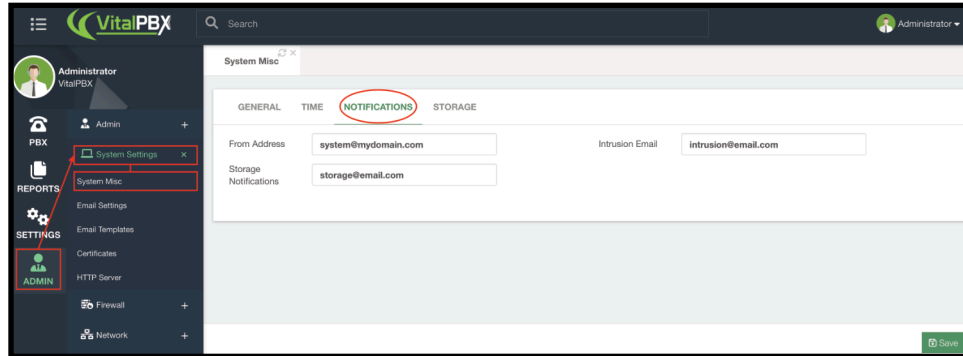 VitalPBX
Search
Administrator
Administrator
VitalPBX
System Misc
GENERAL TIME NOTIFICATIONS STORAGE
From Address system@mydomain.com Intrusion Email intrusion@email.com
Storage
Notifications
storage@email.com
PBX
REPORTS
SETTINGS
ADMIN
Admin +
System Settings ×
System Misc
Email Settings
Email Templates
Certificates
HTTP Server
Firewall +
Network +
Save